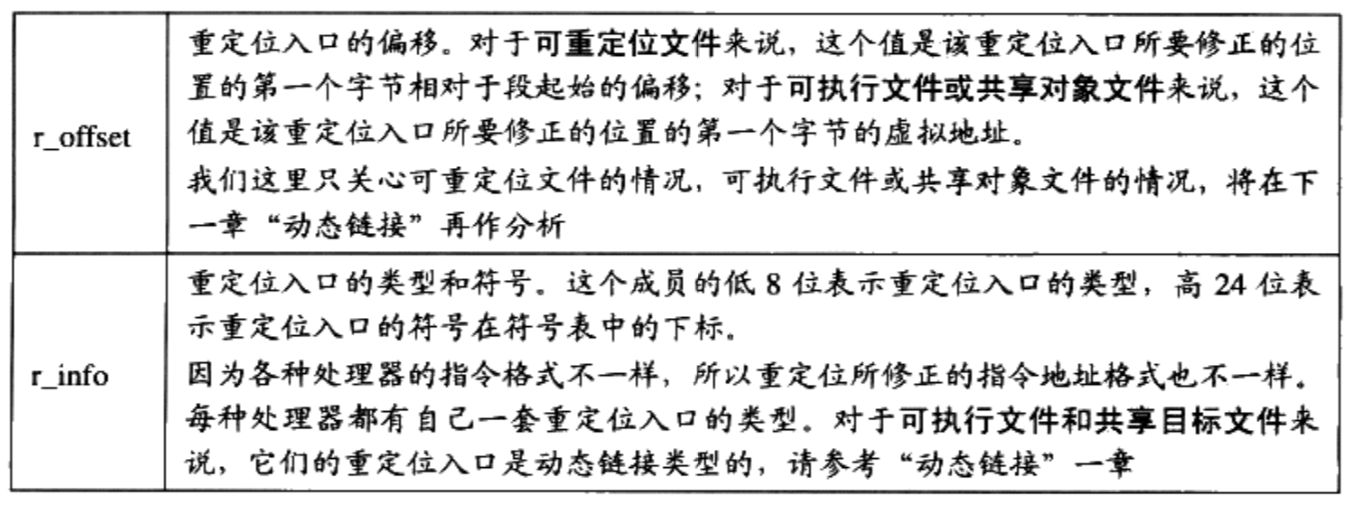 重定位入口的偏移。对于可重定位文件来说，这个值是该重定位入口所要修正的位
置的第一个字节相对于段起始的偏移；对于可执行文件或共享对象文件来说，这个
r_offset
值是该重定位入口所要修正的位置的第一个字节的虚拟地址。
我们这里只关心可重定位文件的情况，可执行文件或共享对象文件的情况，将在下
一章“动态链接”再作分析
重定位入口的类型和符号。这个成员的低 8 位表示重定位入口的类型，高 24 位表
示重定位入口的符号在符号表中的下标。
r_info
因为各种处理器的指令格式不一样，所以重定位所修正的指令地址格式也不一样。
每种处理器都有自己一套重定位入口的类型。对于可执行文件和共享目标文件来
说，它们的重定位入口是动态链接类型的，请参考“动态链接”一章